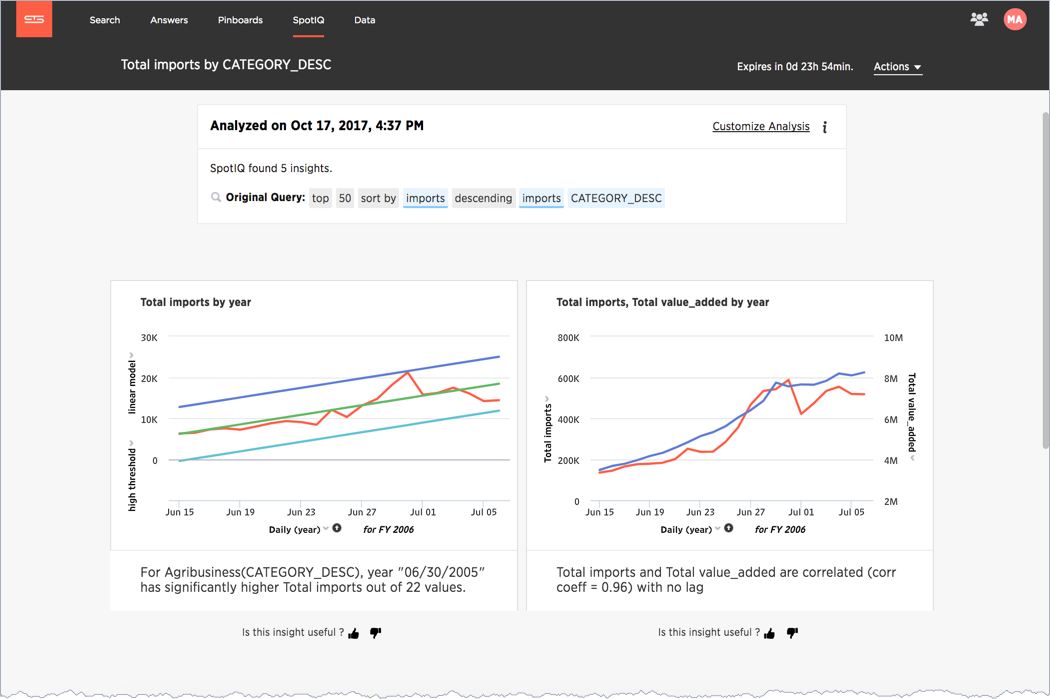 Search Answers Pinboards SpotIQ Data MA
Total imports by CATEGORY_DESC
Expires in 0d 23h 54min. Actions
Analyzed on Oct 17, 2017, 4:37 PM
Customize Analysis i
SpotIQ found 5 insights.
Original Query: top 50 sort by imports descending imports CATEGORY_DESC
Total imports by year
30K
20K
10K
0
linear model
high threshold
Jun 15 Jun 19 Jun 23 Jun 27 Jul 01 Jul 05
Daily (year) for FY 2006
For Agribusiness(CATEGORY_DESC), year "06/30/2005"
has significantly higher Total imports out of 22 values.
Is this insight useful ?
Total imports, Total value_added by year
800K
600K
400K
200K
0
Total imports
10M
8M
6M
4M
2M
Total value_added
Jun 15 Jun 19 Jun 23 Jun 27 Jul 01 Jul 05
Daily (year) for FY 2006
Total imports and Total value_added are correlated (corr
coeff = 0.96) with no lag
Is this insight useful ?